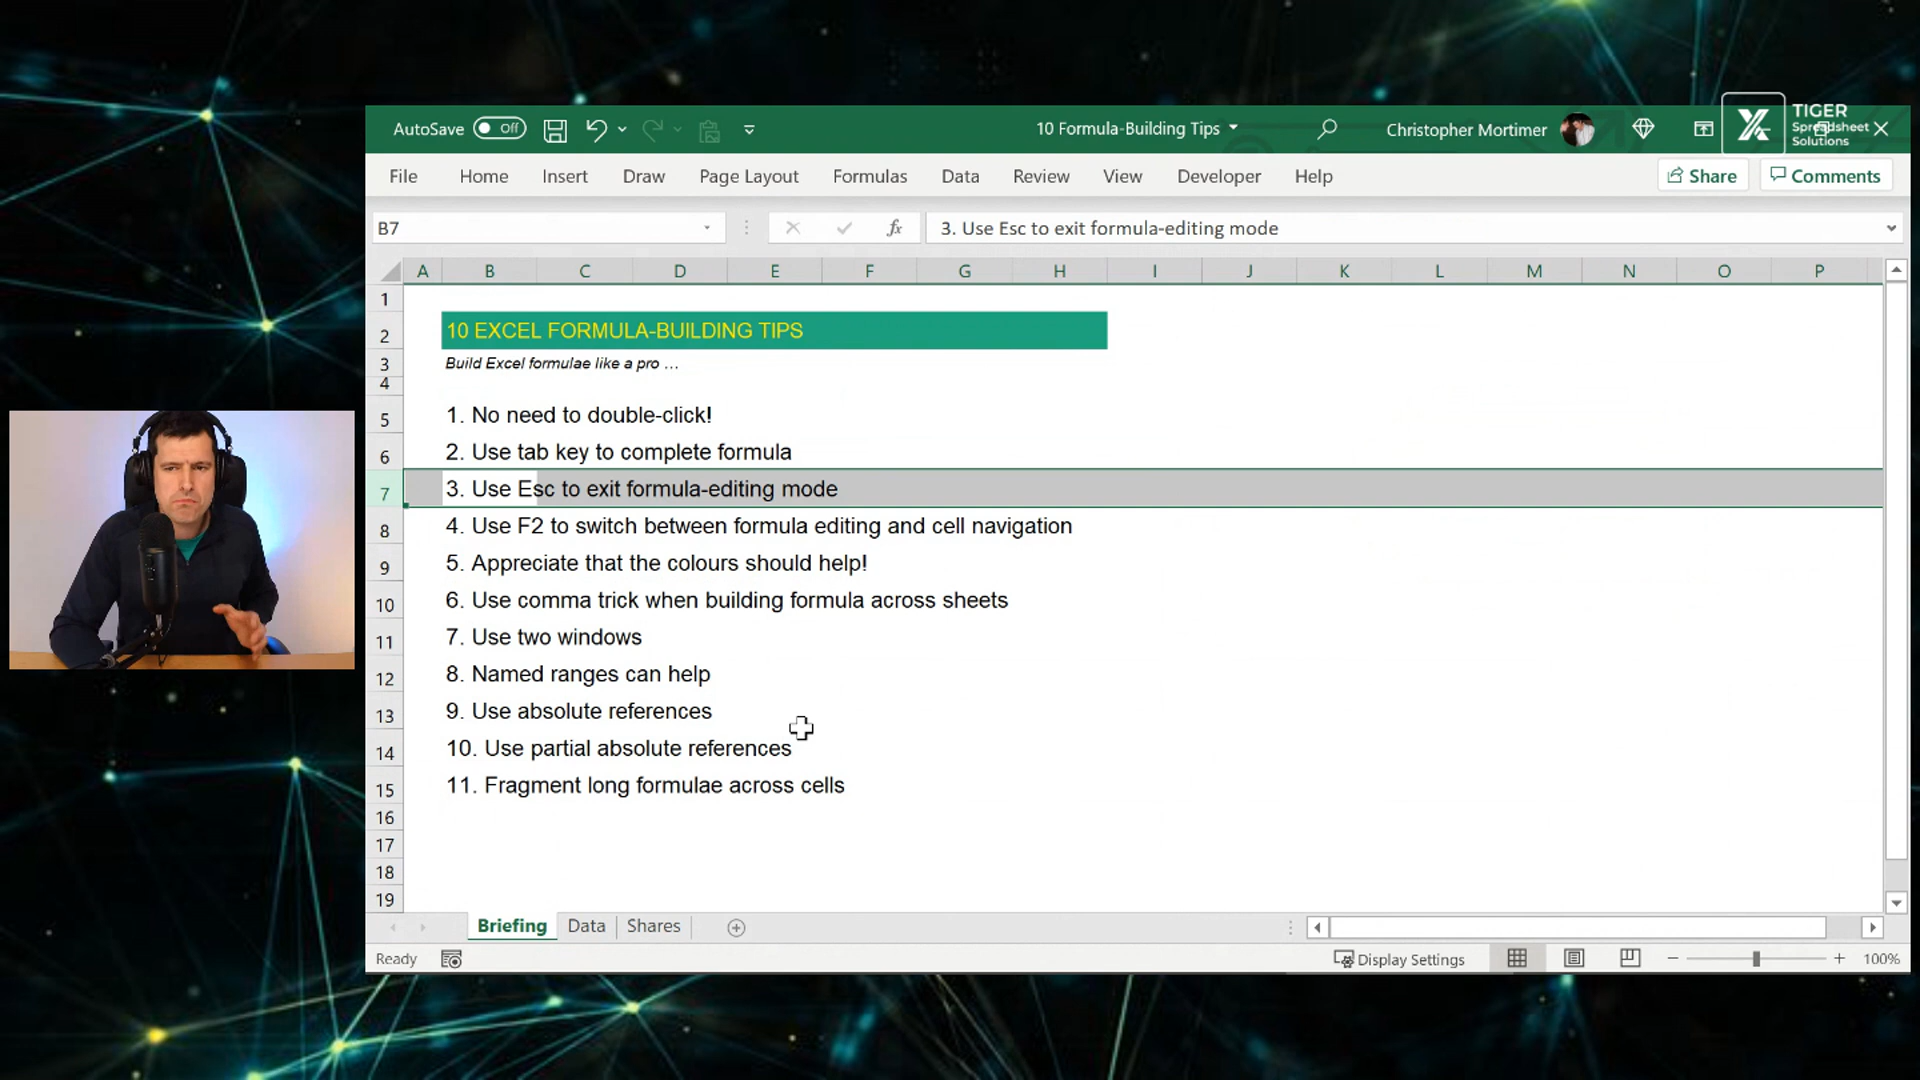 AutoSave Off 10 Formula-Building Tips Christopher Mortimer
TIGER
Spreadsheet
Solutions
File Home Insert Draw Page Layout Formulas Data Review View Developer Help Share Comments
B7 fx 3. Use Esc to exit formula-editing mode
A B C D E F G H I J K L M N O P
1
2 10 EXCEL FORMULA-BUILDING TIPS
3 Build Excel formulae like a pro ...
4
5 1. No need to double-click!
6 2. Use tab key to complete formula
7 3. Use Esc to exit formula-editing mode
8 4. Use F2 to switch between formula editing and cell navigation
9 5. Appreciate that the colours should help!
10 6. Use comma trick when building formula across sheets
11 7. Use two windows
12 8. Named ranges can help
13 9. Use absolute references
14 10. Use partial absolute references
15 11. Fragment long formulae across cells
16
17
18
19
Briefing Data Shares
Ready Display Settings 100%